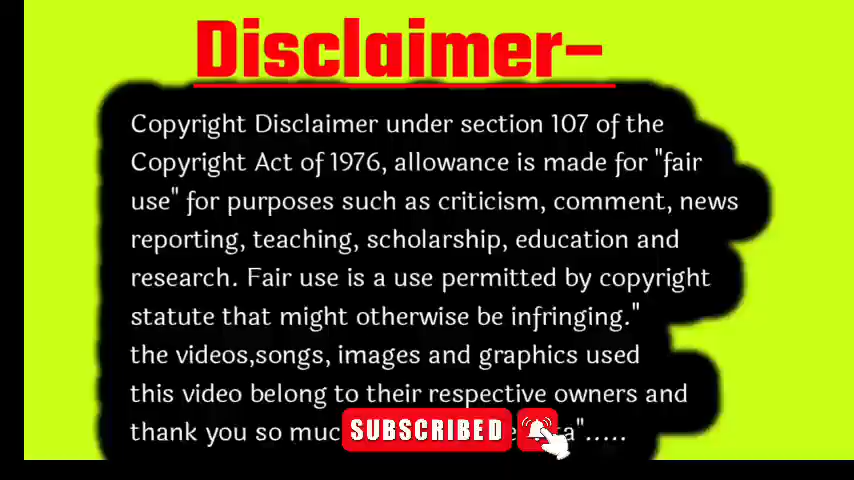 Disclaimer-
Copyright Disclaimer under section 107 of the
Copyright Act of 1976, allowance is made for "fair
use" for purposes such as criticism, comment, news
reporting, teaching, scholarship, education and
research. Fair use is a use permitted by copyright
statute that might otherwise be infringing."
the videos,songs, images and graphics used
this video belong to their respective owners and
thank you so
SUBSCRIBED